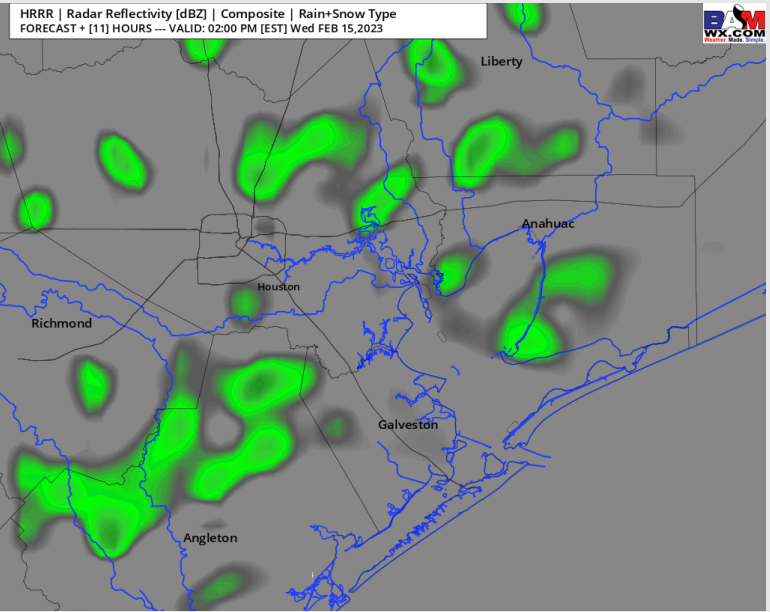 HRRR | Radar Reflectivity [dBZ] | Composite | Rain+Snow Type
FORECAST + [11] HOURS --- VALID: 02:00 PM [EST] Wed FEB 15,2023
BAM
WX.COM
Weather. Made. Simple.
Liberty
Anahuac
Houston
Richmond
Galveston
Angleton